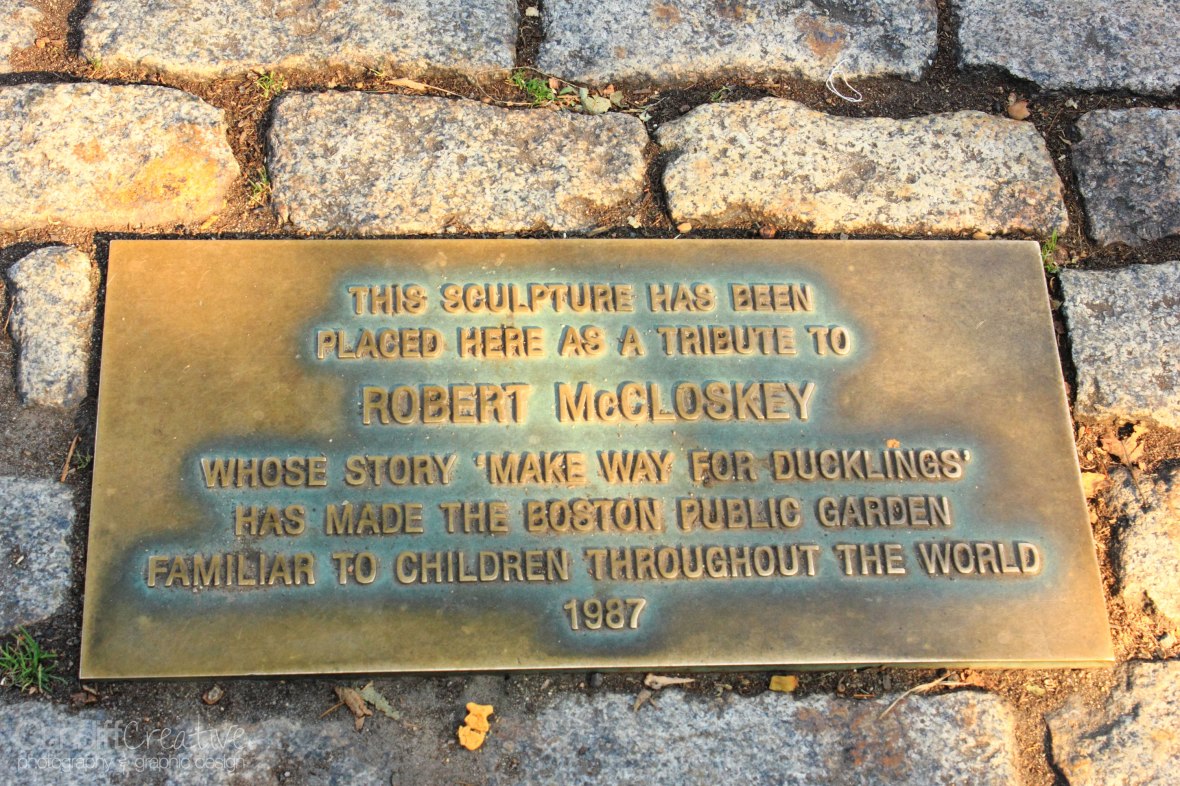 THIS SCULPTURE HAS BEEN
PLACED HERE AS A TRIBUTE TO
ROBERT McCLOSKEY
WHOSE STORY 'MAKE WAY FOR DUCKLINGS'
HAS MADE THE BOSTON PUBLIC GARDEN
FAMILIAR TO CHILDREN THROUGHOUT THE WORLD
1987
photography + graphic design